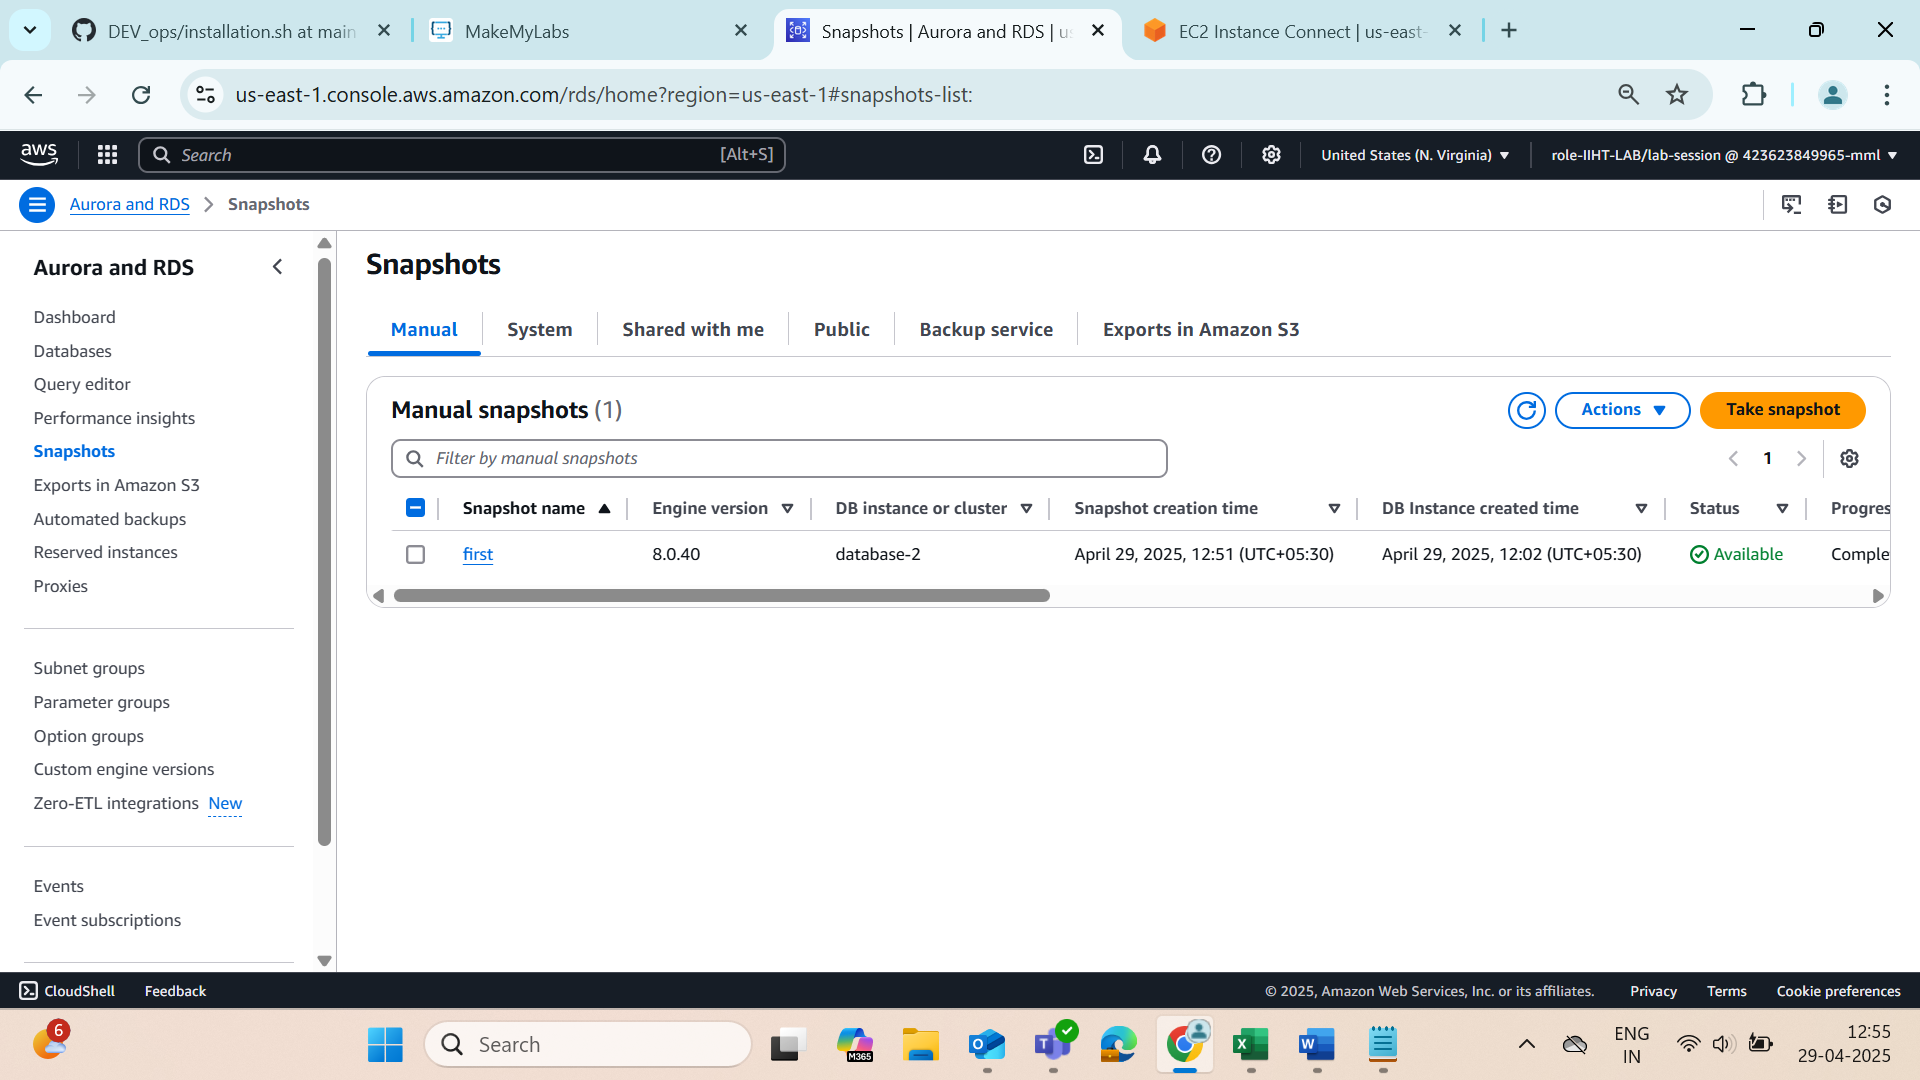 DEV_ops/installation.sh at main
MakeMyLabs
Snapshots | Aurora and RDS | us
EC2 Instance Connect | us-east-
us-east-1.console.aws.amazon.com/rds/home?region=us-east-1#snapshots-list:
aws
Search
[Alt+S]
United States (N. Virginia)
role-IIHT-LAB/lab-session @ 423623849965-mml
Aurora and RDS
Snapshots
Aurora and RDS
Dashboard
Databases
Query editor
Performance insights
Snapshots
Exports in Amazon S3
Automated backups
Reserved instances
Proxies
Subnet groups
Parameter groups
Option groups
Custom engine versions
Zero-ETL integrations New
Events
Event subscriptions
Snapshots
Manual
System
Shared with me
Public
Backup service
Exports in Amazon S3
Manual snapshots (1)
Actions
Take snapshot
Filter by manual snapshots
1
Snapshot name
Engine version
DB instance or cluster
Snapshot creation time
DB Instance created time
Status
Progres
first
8.0.40
database-2
April 29, 2025, 12:51 (UTC+05:30)
April 29, 2025, 12:02 (UTC+05:30)
Available
Comple
CloudShell
Feedback
© 2025, Amazon Web Services, Inc. or its affiliates.
Privacy
Terms
Cookie preferences
6
Search
M365
ENG
IN
12:55
29-04-2025